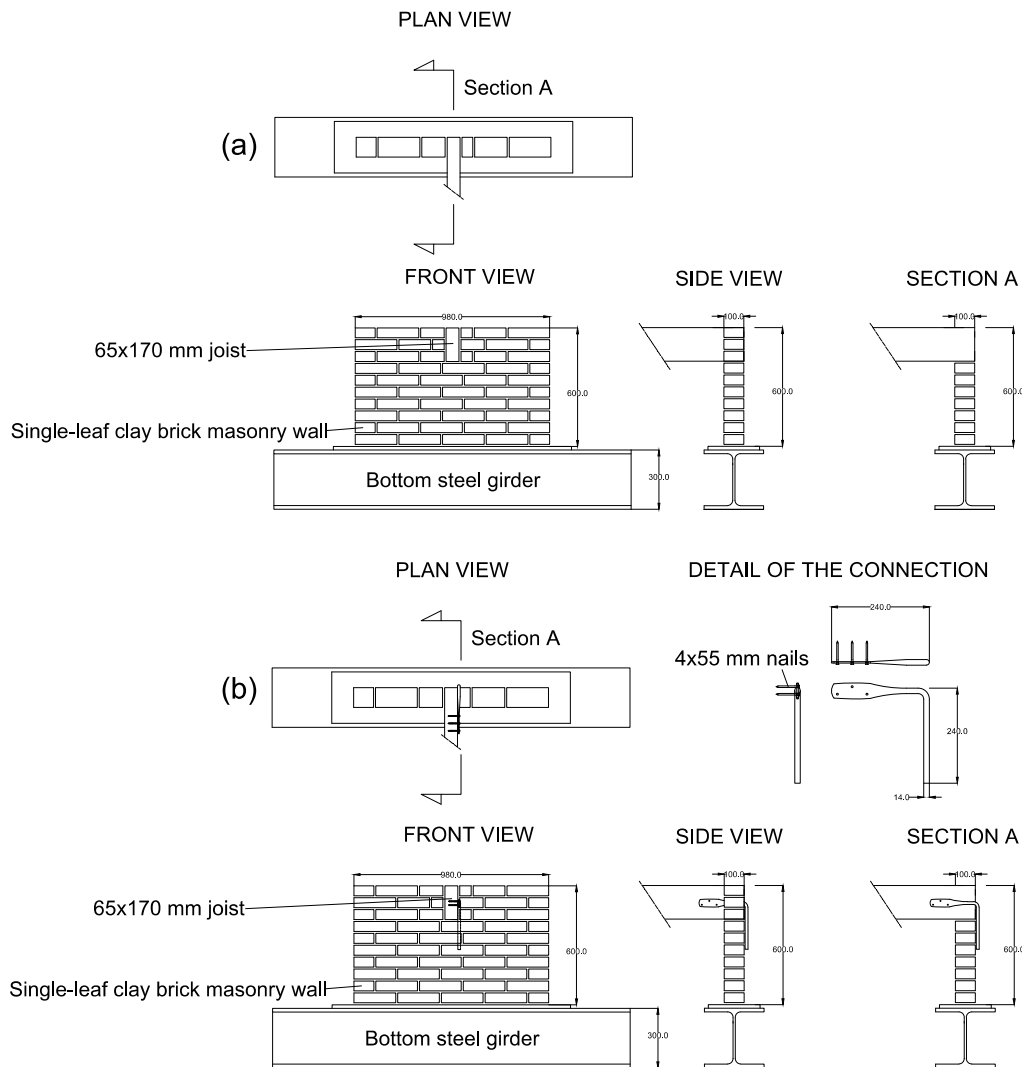 PLAN VIEW
Section A
(a)
FRONT VIEW
SIDE VIEW
SECTION A
980.0
100.0
100.0
65x170 mm joist
600.0
600.0
600.0
Single-leaf clay brick masonry wall
Bottom steel girder
300.0
PLAN VIEW
DETAIL OF THE CONNECTION
240.0
Section A
4x55 mm nails
(b)
240.0
14.0
FRONT VIEW
SIDE VIEW
SECTION A
980.0
100.0
100.0
65x170 mm joist
600.0
600.0
600.0
Single-leaf clay brick masonry wall
Bottom steel girder
300.0